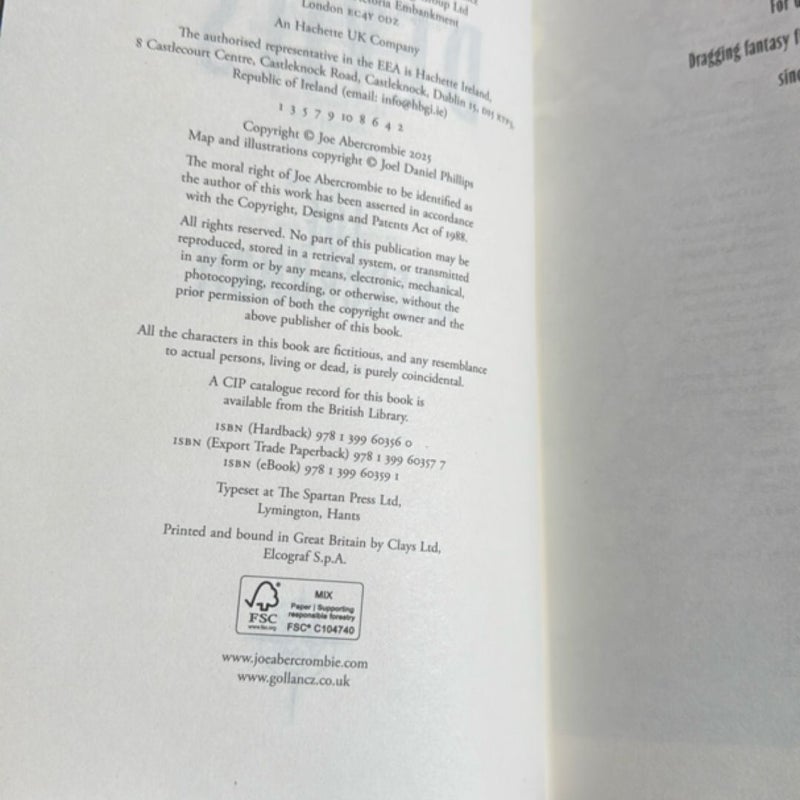 Group Ltd
Embankment
London EC4Y 0DZ
An Hachette UK Company
The authorised representative in the EEA is Hachette Ireland,
8 Castlecourt Centre, Castleknock Road, Castleknock, Dublin 15,
Republic of Ireland (email: info@hbgi.ie)
1 3 5 7 9 10 8 6 4 2
Copyright © Joe Abercrombie 2025
Map and illustrations copyright © Joel Daniel Phillips
The moral right of Joe Abercrombie to be identified as
the author of this work has been asserted in accordance
with the Copyright, Designs and Patents Act of 1988.
All rights reserved. No part of this publication may be
reproduced, stored in a retrieval system, or transmitted
in any form or by any means, electronic, mechanical,
photocopying, recording, or otherwise, without the
prior permission of both the copyright owner and the
above publisher of this book.
All the characters in this book are fictitious, and any resemblance
to actual persons, living or dead, is purely coincidental.
A CIP catalogue record for this book is
available from the British Library.
ISBN (Hardback) 978 1 399 60356 0
ISBN (Export Trade Paperback) 978 1 399 60357 7
ISBN (eBook) 978 1 399 60359 1
Typeset at The Spartan Press Ltd,
Lymington, Hants
Printed and bound in Great Britain by Clays Ltd,
Elcograf S.p.A.
FSC
www.fsc.org
MIX
Paper | Supporting
responsible forestry
FSC® C104740
www.joeabercrombie.com
www.gollancz.co.uk
For
Dragging fantasy